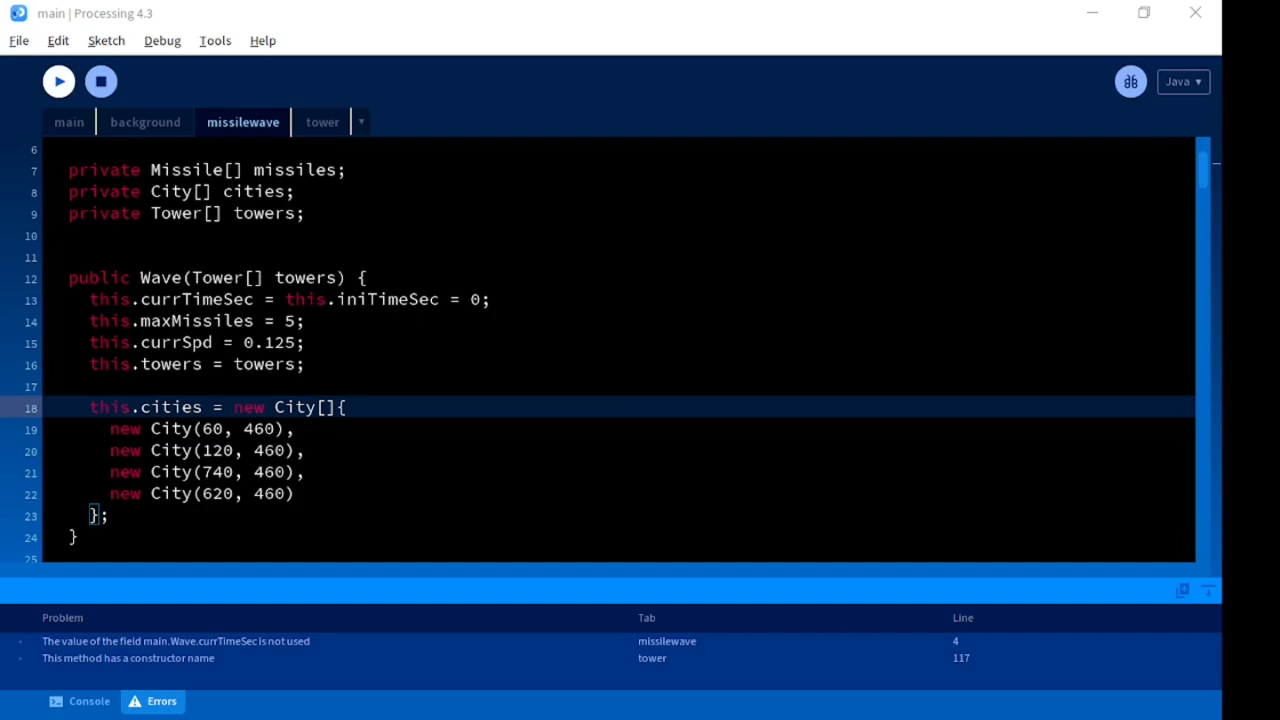 main | Processing 4.3
File Edit Sketch Debug Tools Help
Java ▾
main background missilewave tower ▾
6
7 private Missile[] missiles;
8 private City[] cities;
9 private Tower[] towers;
10
11
12 public Wave(Tower[] towers) {
13 this.currTimeSec = this.iniTimeSec = 0;
14 this.maxMissiles = 5;
15 this.currSpd = 0.125;
16 this.towers = towers;
17
18 this.cities = new City[]{
19 new City(60, 460),
20 new City(120, 460),
21 new City(740, 460),
22 new City(620, 460)
23 };
24 }
25
Problem Tab Line
The value of the field main.Wave.currTimeSec is not used missilewave 4
This method has a constructor name tower 117
Console Errors